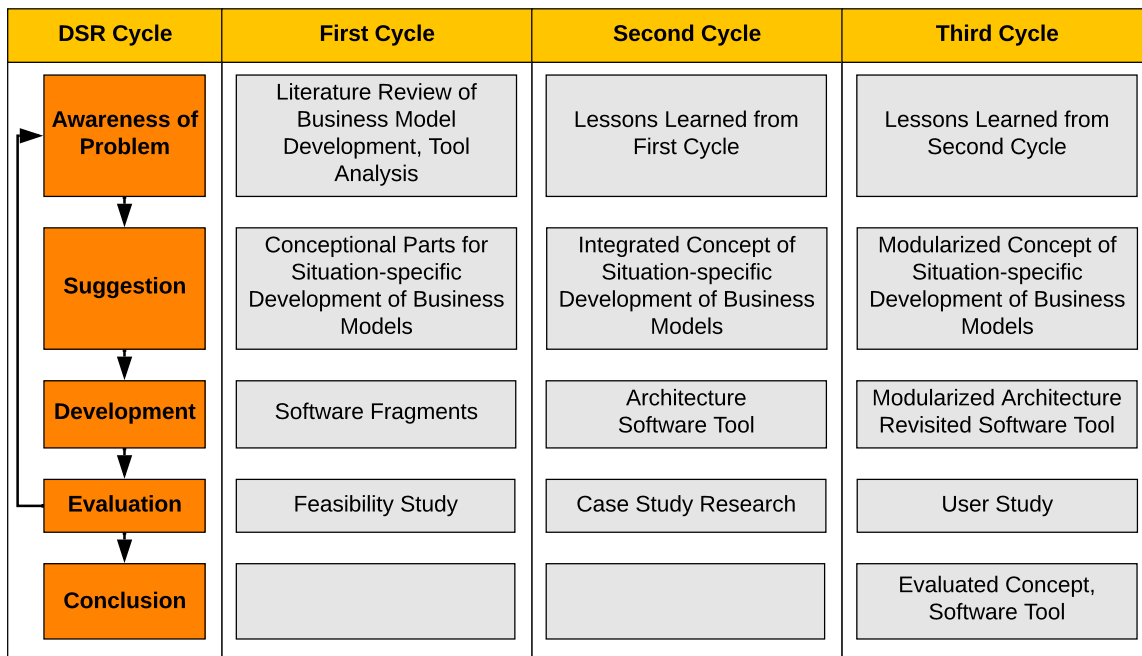 DSR Cycle
First Cycle
Second Cycle
Third Cycle
Awareness of
Problem
Literature Review of
Business Model
Development, Tool
Analysis
Lessons Learned from
First Cycle
Lessons Learned from
Second Cycle
Suggestion
Conceptional Parts for
Situation-specific
Development of Business
Models
Integrated Concept of
Situation-specific
Development of Business
Models
Modularized Concept of
Situation-specific
Development of Business
Models
Development
Software Fragments
Architecture
Software Tool
Modularized Architecture
Revisited Software Tool
Evaluation
Feasibility Study
Case Study Research
User Study
Conclusion
Evaluated Concept,
Software Tool